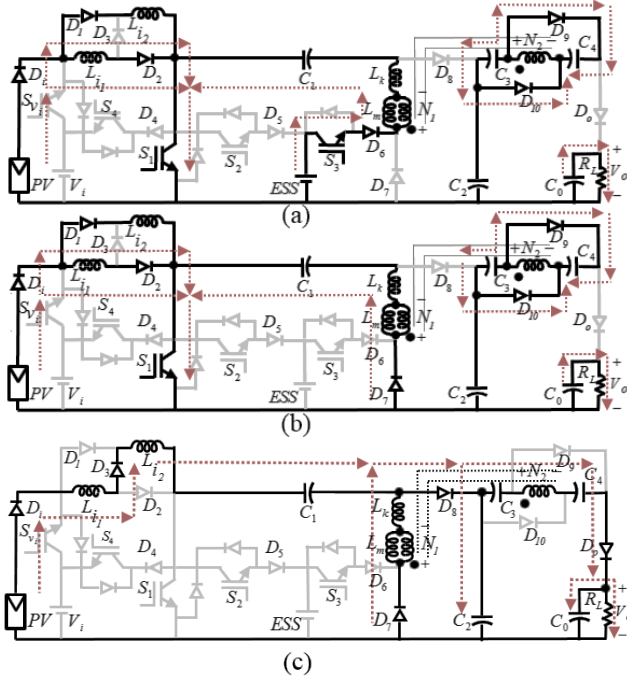 D1 Li2 D3 Di Li1 D2 Svi S4 D4 D5 S1 S2 ESS S3 D6 PV Vi C1 Lk Lm N1 − + D7 D8 +N2− D9 C3 C4 D10 Do C2 C0 RL + Vo −
(a)
D1 Li2 D3 Di Li1 D2 Svi S4 D4 D5 S1 S2 ESS S3 D6 PV Vi C1 Lk Lm N1 − + D7 D8 +N2− D9 C3 C4 D10 Do C2 C0 RL + Vo −
(b)
D1 Li2 D3 Di Li1 D2 Svi S4 D4 D5 S1 S2 ESS S3 D6 PV Vi C1 Lk Lm N1 − + D7 D8 +N2− D9 C3 C4 D10 C2 C0 RL + −
(c)